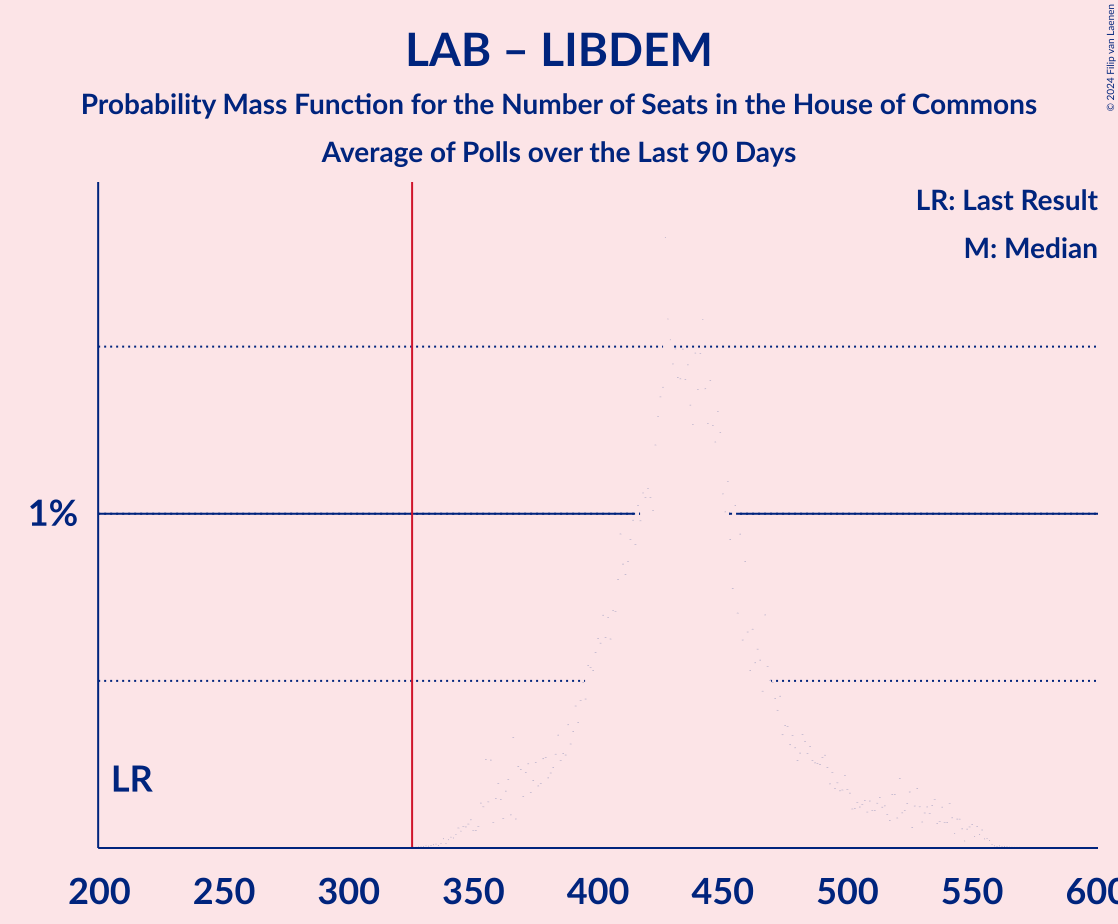 LAB – LIBDEM
Probability Mass Function for the Number of Seats in the House of Commons
Average of Polls over the Last 90 Days
© 2024 Filip van Laenen
LR: Last Result
M: Median
1%
LR
200 250 300 350 400 450 500 550 600